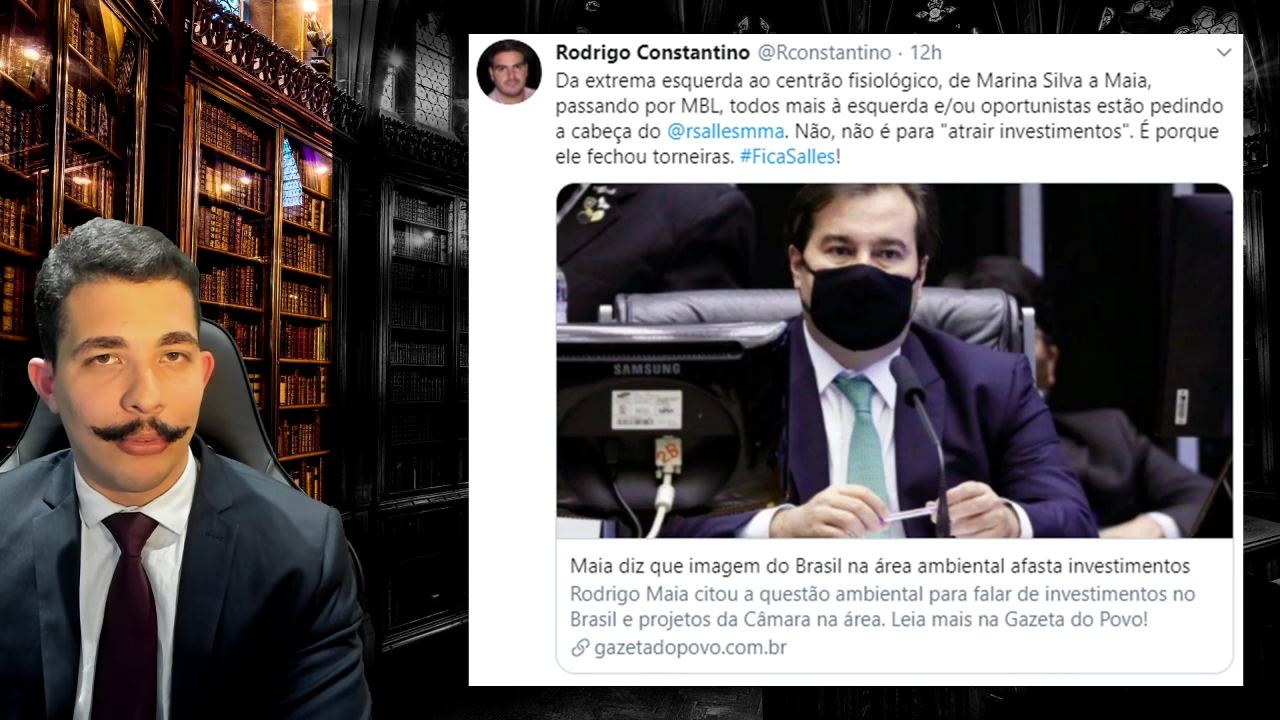 Rodrigo Constantino @Rconstantino · 12h
Da extrema esquerda ao centrão fisiológico, de Marina Silva a Maia,
passando por MBL, todos mais à esquerda e/ou oportunistas estão pedindo
a cabeça do @rsallesmma. Não, não é para "atrair investimentos". É porque
ele fechou torneiras. #FicaSalles!
SAMSUNG
28
Maia diz que imagem do Brasil na área ambiental afasta investimentos
Rodrigo Maia citou a questão ambiental para falar de investimentos no
Brasil e projetos da Câmara na área. Leia mais na Gazeta do Povo!
gazetadopovo.com.br